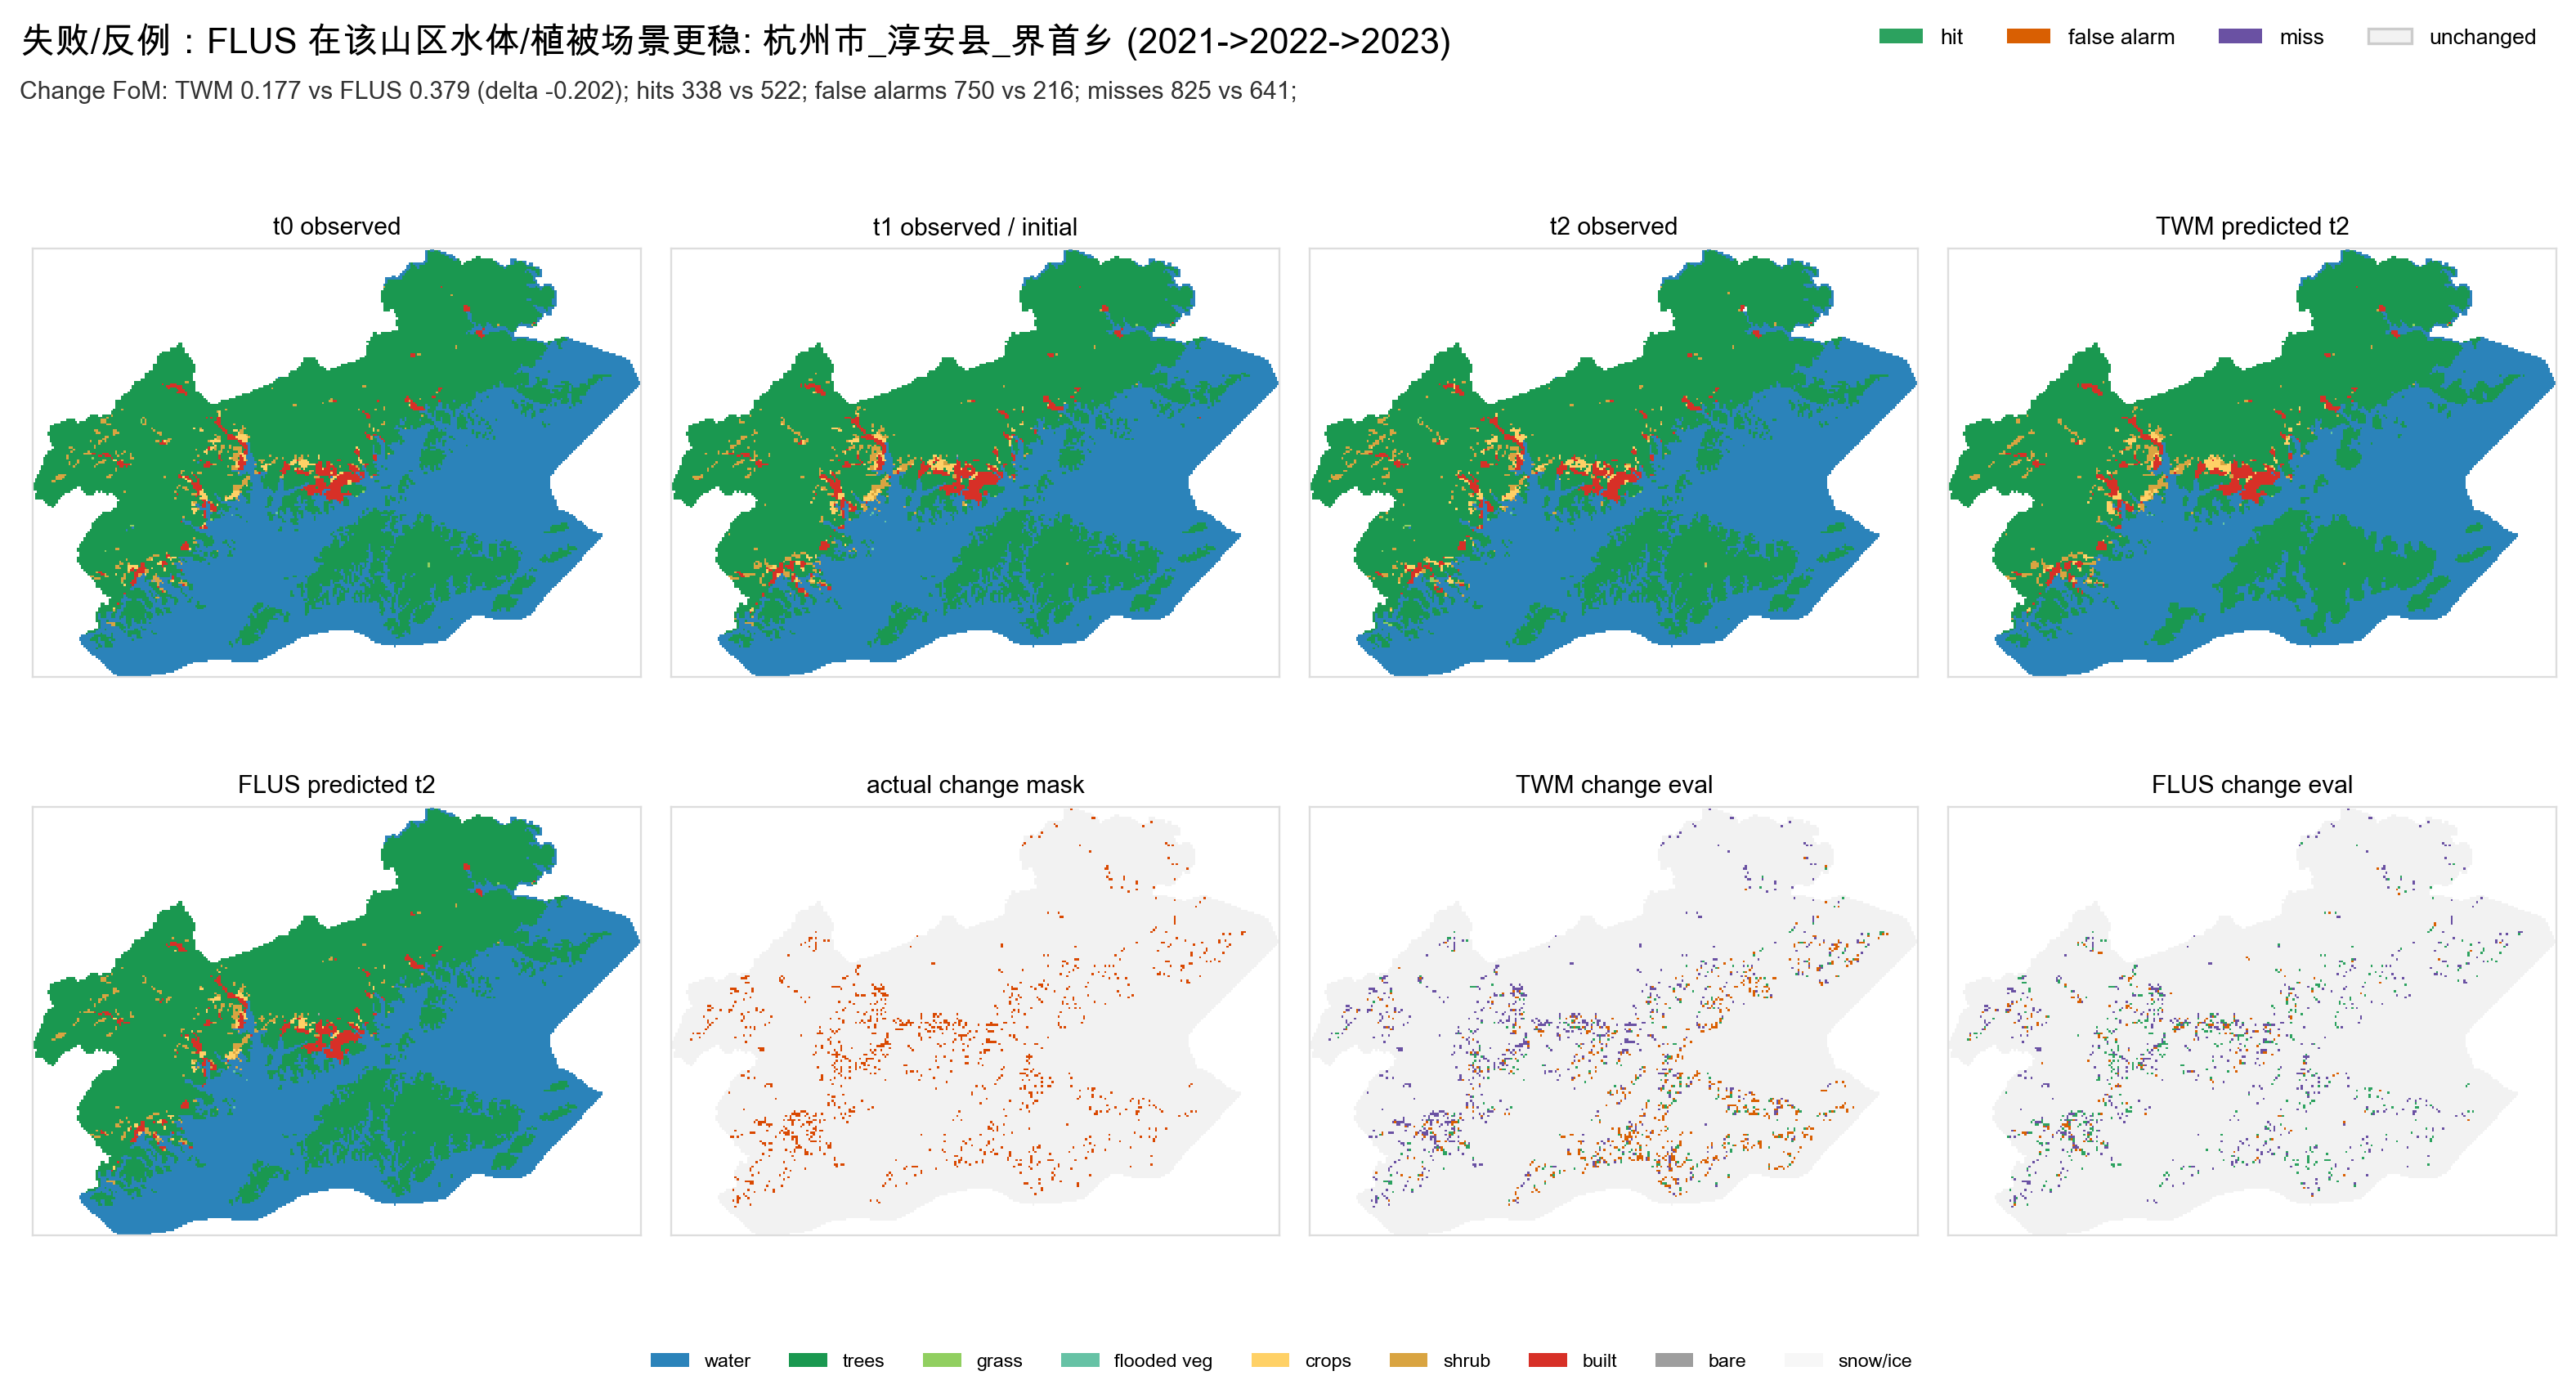 失败/反例：FLUS 在该山区水体/植被场景更稳: 杭州市_淳安县_界首乡 (2021->2022->2023)
hit
false alarm
miss
unchanged
Change FoM: TWM 0.177 vs FLUS 0.379 (delta -0.202); hits 338 vs 522; false alarms 750 vs 216; misses 825 vs 641;
t0 observed
t1 observed / initial
t2 observed
TWM predicted t2
FLUS predicted t2
actual change mask
TWM change eval
FLUS change eval
water
trees
grass
flooded veg
crops
shrub
built
bare
snow/ice